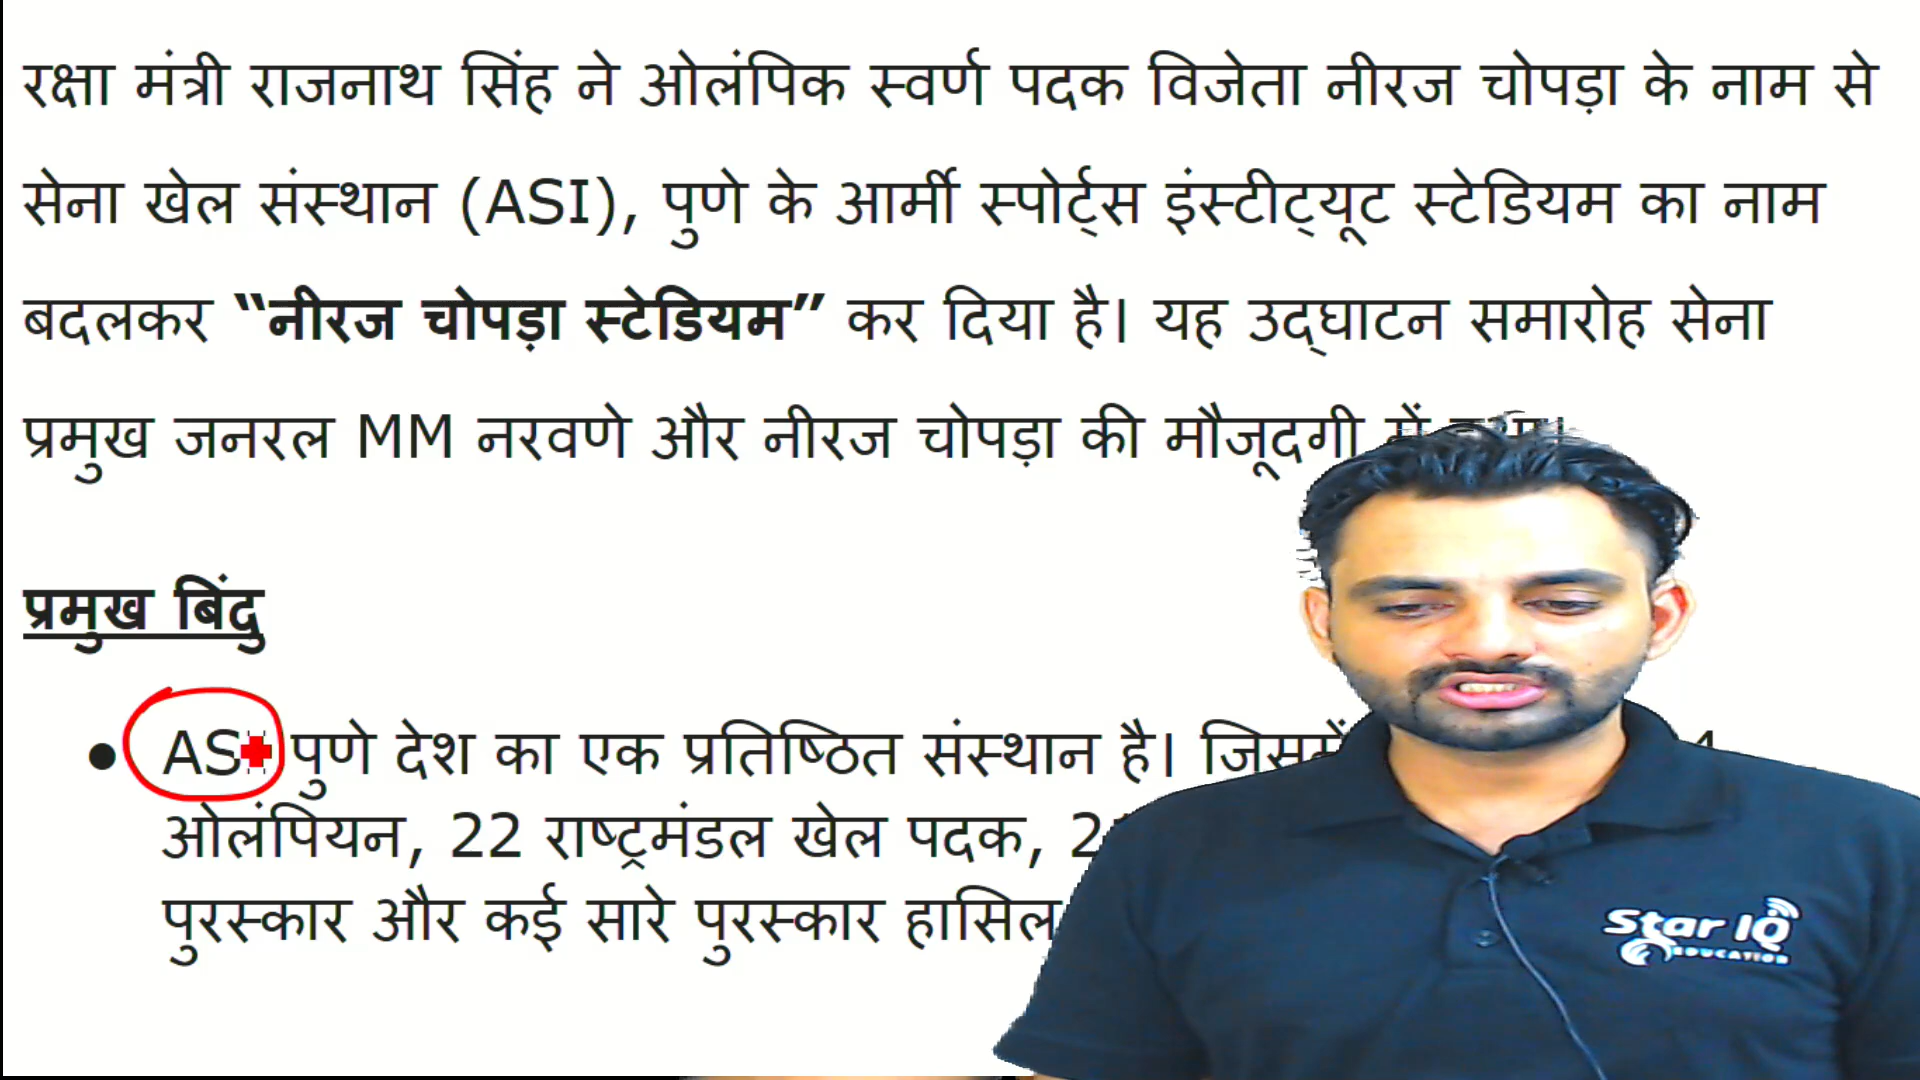 रक्षा मंत्री राजनाथ सिंह ने ओलंपिक स्वर्ण पदक विजेता नीरज चोपड़ा के नाम से
सेना खेल संस्थान (ASI), पुणे के आर्मी स्पोर्ट्स इंस्टीट्यूट स्टेडियम का नाम
बदलकर “नीरज चोपड़ा स्टेडियम” कर दिया है। यह उद्घाटन समारोह सेना
प्रमुख जनरल MM नरवणे और नीरज चोपड़ा की मौजूदगी में
प्रमुख बिंदु
• पुणे देश का एक प्रतिष्ठित संस्थान है। जिसमें
ओलंपियन, 22 राष्ट्रमंडल खेल पदक,
पुरस्कार और कई सारे पुरस्कार हासिल
Star IQ
EDUCATION